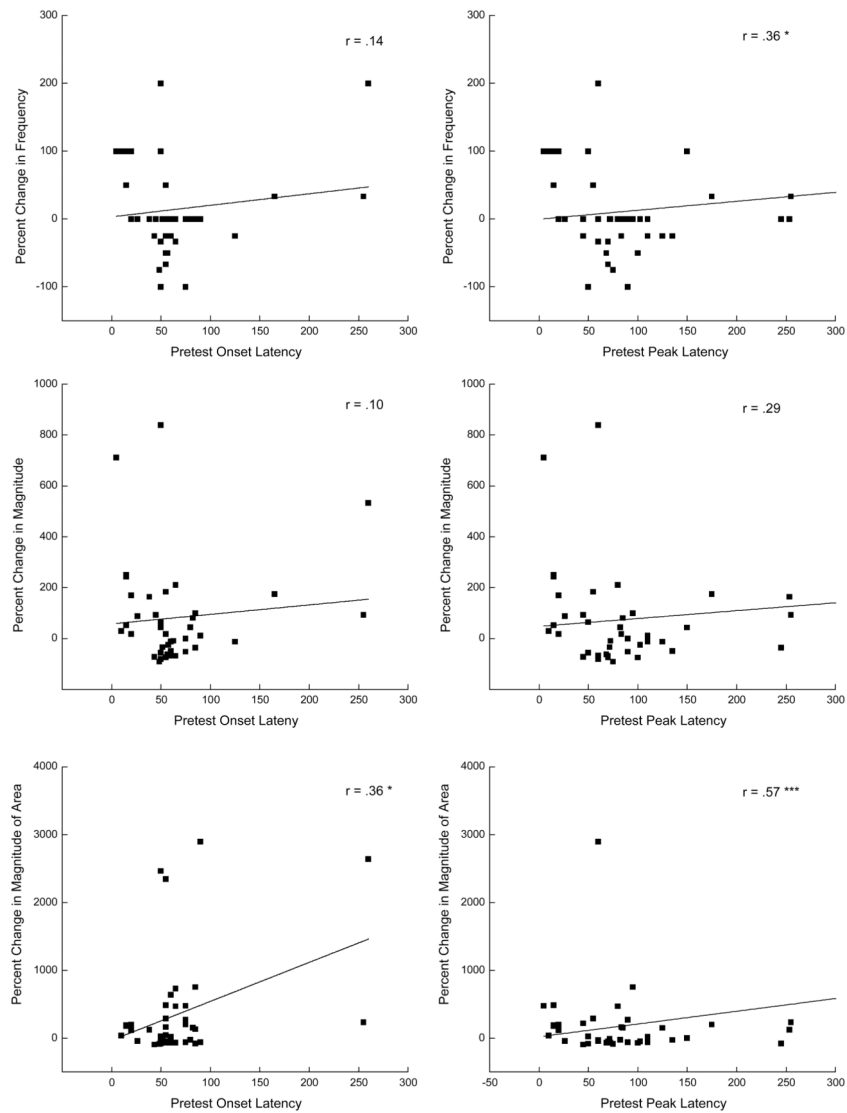 300
200
100
0
-100
0 50 100 150 200 250 300
Percent Change in Frequency
Pretest Onset Latency
r = .14
300
200
100
0
-100
0 50 100 150 200 250 300
Percent Change in Frequency
Pretest Peak Latency
r = .36 *
1000
800
600
400
200
0
0 50 100 150 200 250 300
Percent Change in Magnitude
Pretest Onset Lateny
r = .10
1000
800
600
400
200
0
0 50 100 150 200 250 300
Percent Change in Magnitude
Pretest Peak Latency
r = .29
4000
3000
2000
1000
0
0 50 100 150 200 250 300
Percent Change in Magnitude of Area
Pretest Onset Latency
r = .36 *
4000
3000
2000
1000
0
-50 0 50 100 150 200 250 300
Percent Change in Magnitude of Area
Pretest Peak Latency
r = .57 ***